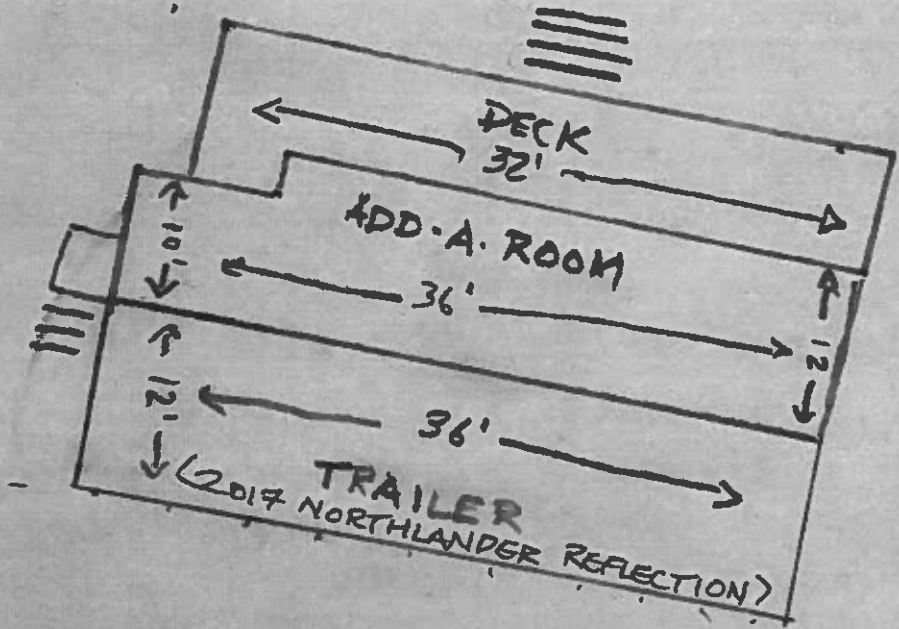 DECK
32'
ADD·A·ROOM
10'
36'
12
12'
36'
TRAILER
(2017 NORTHLANDER REFLECTION)